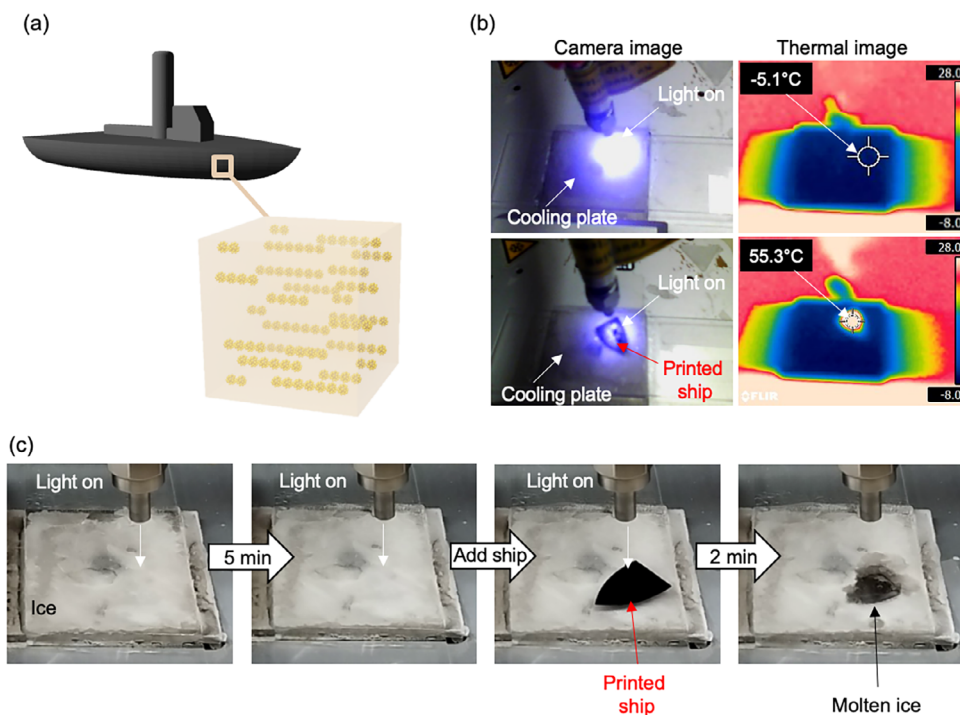 (a)
(b)
Camera image
Thermal image
Light on
Cooling plate
-5.1°C
28.0
-8.0
Light on
Printed
ship
Cooling plate
55.3°C
28.0
-8.0
FLIR
(c)
Light on
Ice
5 min
Light on
Add ship
Light on
Printed
ship
2 min
Molten ice